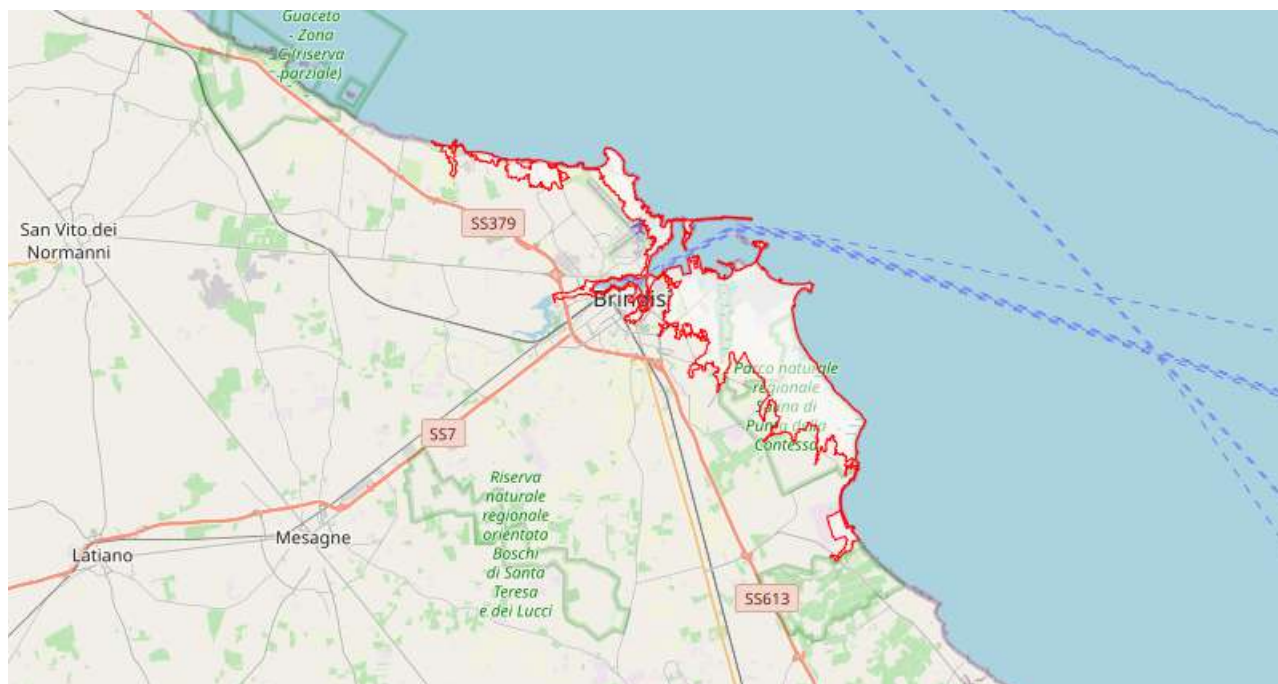 Guaceto
- Zona
C (riserva
parziale)
San Vito dei
Normanni
SS379
Brindisi
Parco naturale
regionale
Salina di
Punta della
Contessa
SS7
Riserva
naturale
regionale
orientata
Boschi
di Santa
Teresa
e dei Lucci
Mesagne
Latiano
SS613